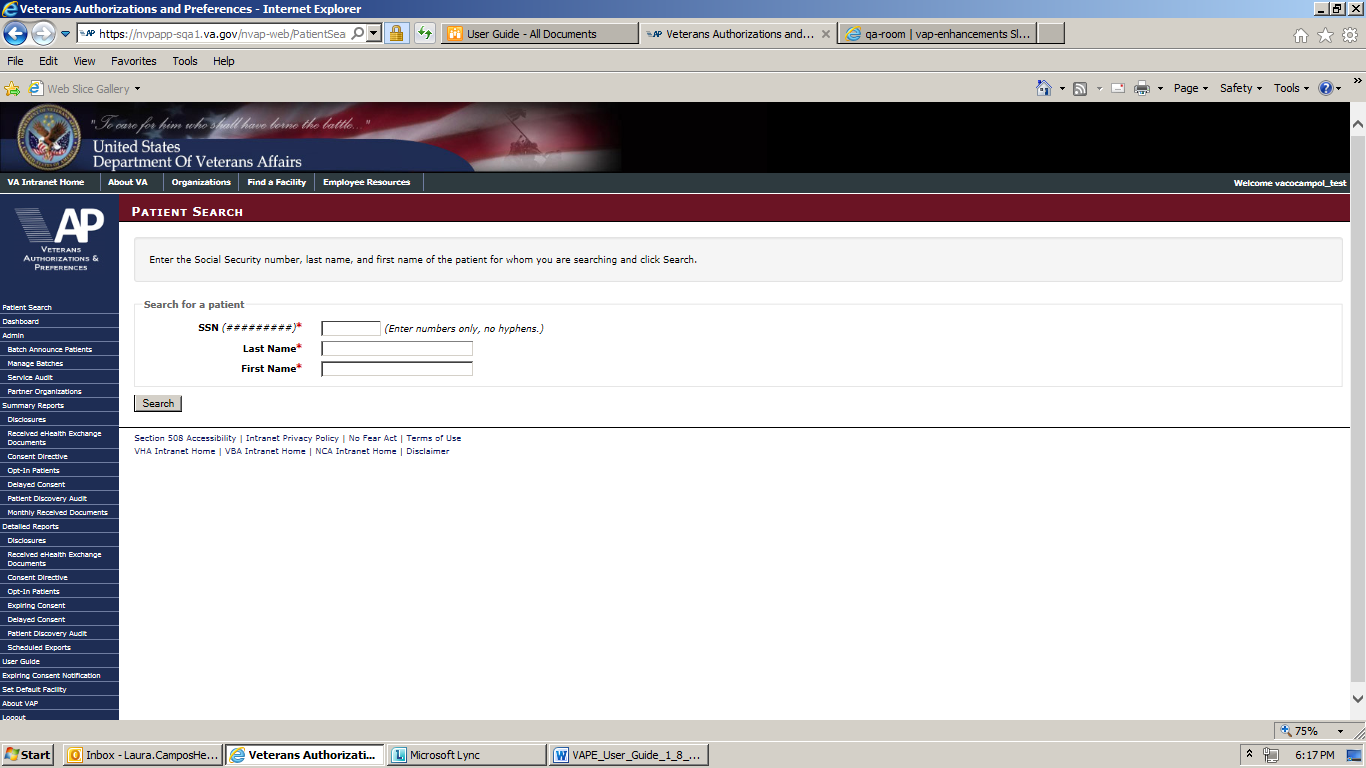 Veterans Authorizations and Preferences - Internet Explorer
https://nvpapp-sqa1.va.gov/nvap-web/PatientSea
User Guide - All Documents
AP Veterans Authorizations and...
qa-room | vap-enhancements Sl...
File Edit View Favorites Tools Help
Web Slice Gallery
Page Safety Tools
"To care for him who shall have borne the battle..."
United States
Department Of Veterans Affairs
VA Intranet Home About VA Organizations Find a Facility Employee Resources
Welcome vacocampol_test
AP
VETERANS
AUTHORIZATIONS &
PREFERENCES
Patient Search
Dashboard
Admin
Batch Announce Patients
Manage Batches
Service Audit
Partner Organizations
Summary Reports
Disclosures
Received eHealth Exchange
Documents
Consent Directive
Opt-In Patients
Delayed Consent
Patient Discovery Audit
Monthly Received Documents
Detailed Reports
Disclosures
Received eHealth Exchange
Documents
Consent Directive
Opt-In Patients
Expiring Consent
Delayed Consent
Patient Discovery Audit
Scheduled Exports
User Guide
Expiring Consent Notification
Set Default Facility
About VAP
Logout
PATIENT SEARCH
Enter the Social Security number, last name, and first name of the patient for whom you are searching and click Search.
Search for a patient
SSN (#########)* (Enter numbers only, no hyphens.)
Last Name*
First Name*
Search
Section 508 Accessibility | Intranet Privacy Policy | No Fear Act | Terms of Use
VHA Intranet Home | VBA Intranet Home | NCA Intranet Home | Disclaimer
75%
Start
Inbox - Laura.CamposHe...
Veterans Authorizati...
Microsoft Lync
VAPE_User_Guide_1_8_...
6:17 PM